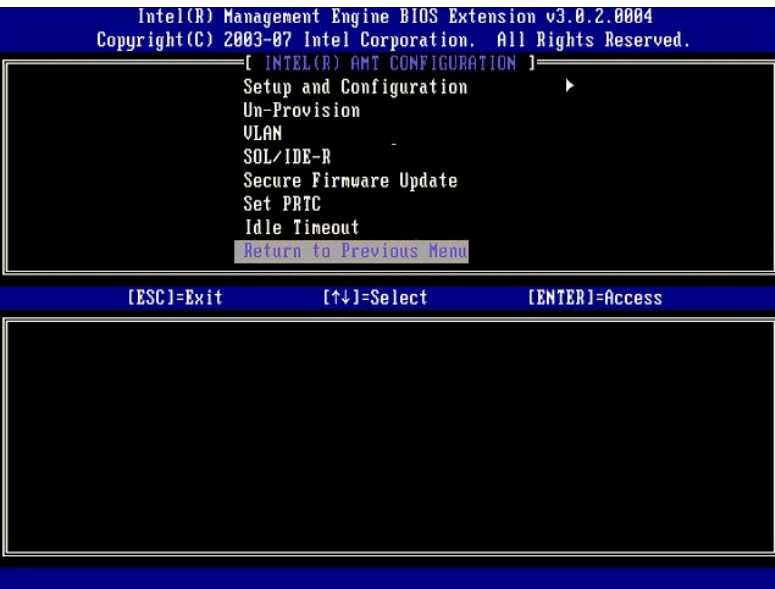 Intel(R) Management Engine BIOS Extension v3.0.2.0004
Copyright(C) 2003-07 Intel Corporation. All Rights Reserved.
[ INTEL(R) AMT CONFIGURATION ]
Setup and Configuration ►
Un-Provision
VLAN
SOL/IDE-R
Secure Firmware Update
Set PRTC
Idle Timeout
Return to Previous Menu
[ESC]=Exit [↑↓]=Select [ENTER]=Access